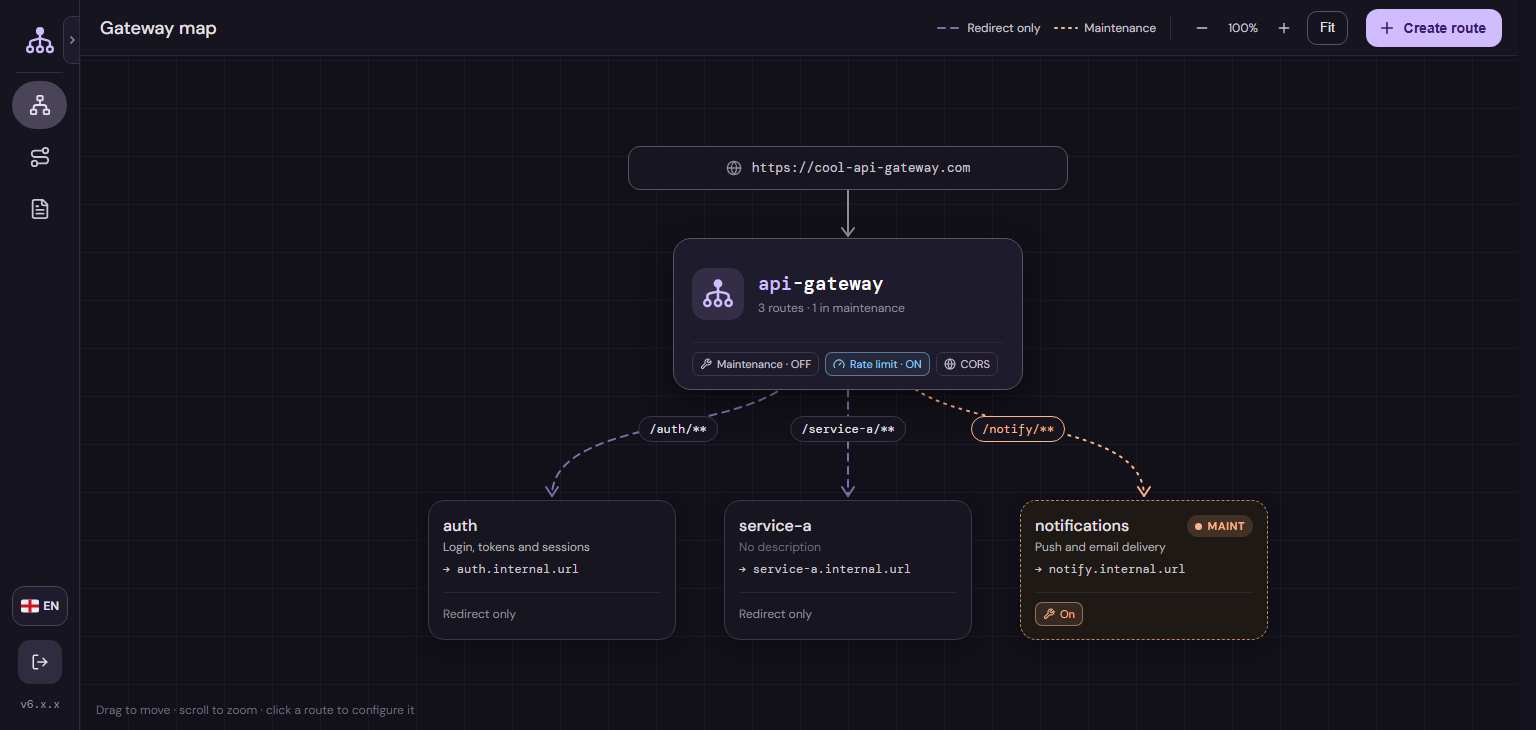 Gateway map
Redirect only
Maintenance
100%
Fit
Create route
https://cool-api-gateway.com
api-gateway
3 routes · 1 in maintenance
Maintenance · OFF
Rate limit · ON
CORS
/auth/**
/service-a/**
/notify/**
auth
Login, tokens and sessions
→ auth.internal.url
Redirect only
service-a
No description
→ service-a.internal.url
Redirect only
notifications
MAINT
Push and email delivery
→ notify.internal.url
On
EN
v6.x.x
Drag to move · scroll to zoom · click a route to configure it